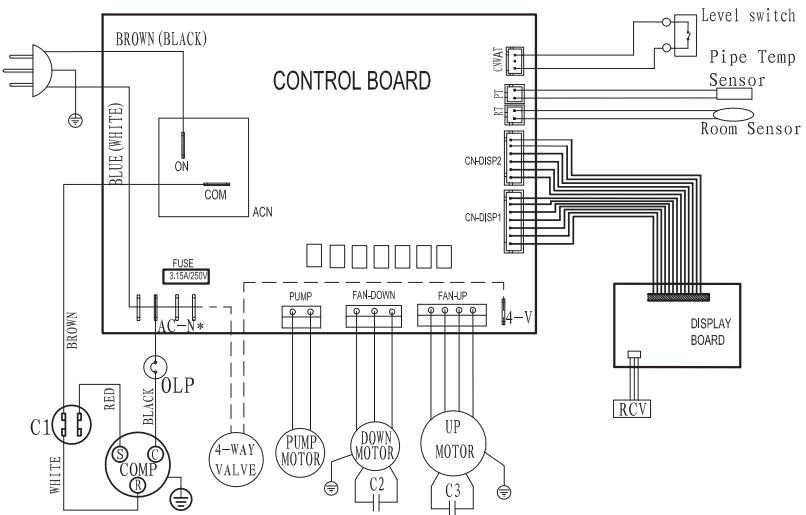 BROWN(BLACK)
CONTROL BOARD
BLUE(WHITE)
ON
COM
ACN
FUSE
3.15A/250V
AC-N*
PUMP
FAN-DOWN
FAN-UP
4-V
CNWAT
PT
RT
CN-DISP2
CN-DISP1
Level switch
Pipe Temp
Sensor
Room Sensor
DISPLAY
BOARD
RCV
BROWN
OLP
RED
BLACK
C1
WHITE
S
C
COMP
R
4-WAY
VALVE
PUMP
MOTOR
DOWN
MOTOR
C2
UP
MOTOR
C3